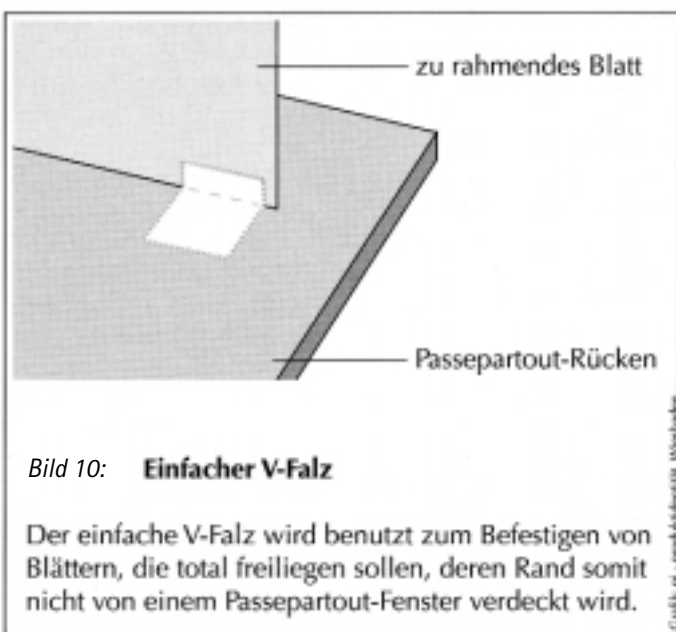 zu rahmendes Blatt
Passepartout-Rücken
Bild 10: Einfacher V-Falz
Der einfache V-Falz wird benutzt zum Befestigen von
Blättern, die total freiliegen sollen, deren Rand somit
nicht von einem Passepartout-Fenster verdeckt wird.